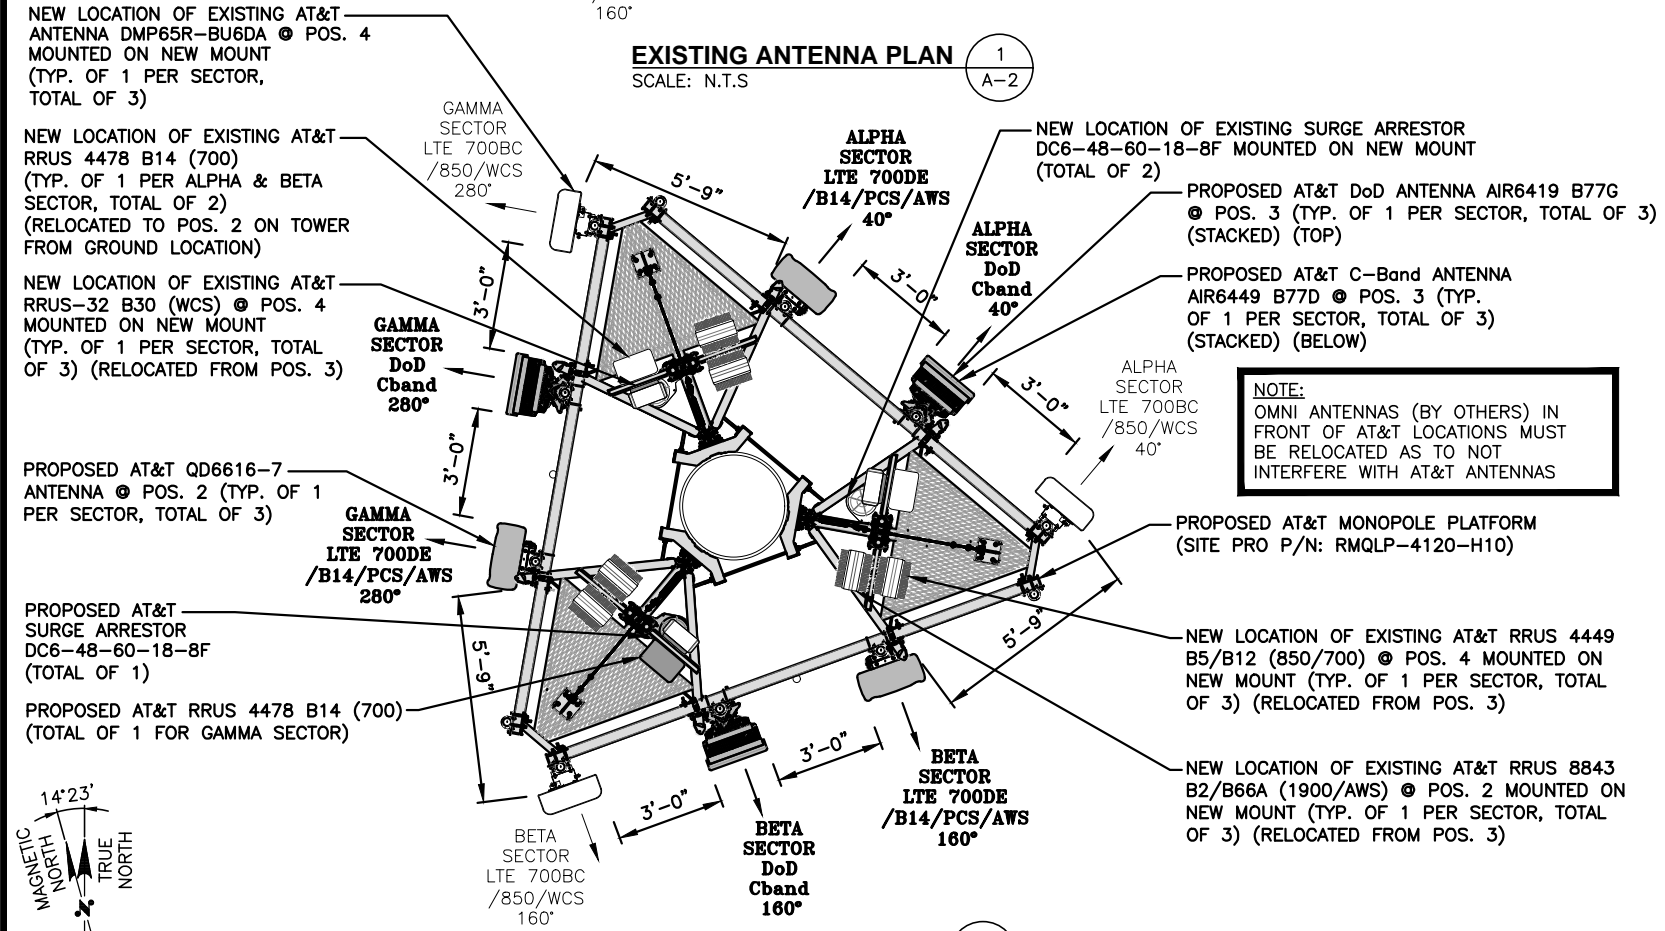 160°
EXISTING ANTENNA PLAN
SCALE: N.T.S
1
A-2
NEW LOCATION OF EXISTING AT&T
ANTENNA DMP65R-BU6DA @ POS. 4
MOUNTED ON NEW MOUNT
(TYP. OF 1 PER SECTOR,
TOTAL OF 3)
NEW LOCATION OF EXISTING AT&T
RRUS 4478 B14 (700)
(TYP. OF 1 PER ALPHA & BETA
SECTOR, TOTAL OF 2)
(RELOCATED TO POS. 2 ON TOWER
FROM GROUND LOCATION)
NEW LOCATION OF EXISTING AT&T
RRUS-32 B30 (WCS) @ POS. 4
MOUNTED ON NEW MOUNT
(TYP. OF 1 PER SECTOR, TOTAL
OF 3) (RELOCATED FROM POS. 3)
PROPOSED AT&T QD6616-7
ANTENNA @ POS. 2 (TYP. OF 1
PER SECTOR, TOTAL OF 3)
PROPOSED AT&T
SURGE ARRESTOR
DC6-48-60-18-8F
(TOTAL OF 1)
PROPOSED AT&T RRUS 4478 B14 (700)
(TOTAL OF 1 FOR GAMMA SECTOR)
GAMMA
SECTOR
LTE 700BC
/850/WCS
280°
GAMMA
SECTOR
DoD
Cband
280°
GAMMA
SECTOR
LTE 700DE
/B14/PCS/AWS
280°
ALPHA
SECTOR
LTE 700DE
/B14/PCS/AWS
40°
ALPHA
SECTOR
DoD
Cband
40°
ALPHA
SECTOR
LTE 700BC
/850/WCS
40°
BETA
SECTOR
LTE 700BC
/850/WCS
160°
BETA
SECTOR
DoD
Cband
160°
BETA
SECTOR
LTE 700DE
/B14/PCS/AWS
160°
5'-9"
3'-0"
3'-0"
3'-0"
3'-0"
5'-9"
5'-9"
3'-0"
3'-0"
NEW LOCATION OF EXISTING SURGE ARRESTOR
DC6-48-60-18-8F MOUNTED ON NEW MOUNT
(TOTAL OF 2)
PROPOSED AT&T DoD ANTENNA AIR6419 B77G
@ POS. 3 (TYP. OF 1 PER SECTOR, TOTAL OF 3)
(STACKED) (TOP)
PROPOSED AT&T C-Band ANTENNA
AIR6449 B77D @ POS. 3 (TYP.
OF 1 PER SECTOR, TOTAL OF 3)
(STACKED) (BELOW)
NOTE:
OMNI ANTENNAS (BY OTHERS) IN
FRONT OF AT&T LOCATIONS MUST
BE RELOCATED AS TO NOT
INTERFERE WITH AT&T ANTENNAS
PROPOSED AT&T MONOPOLE PLATFORM
(SITE PRO P/N: RMQLP-4120-H10)
NEW LOCATION OF EXISTING AT&T RRUS 4449
B5/B12 (850/700) @ POS. 4 MOUNTED ON
NEW MOUNT (TYP. OF 1 PER SECTOR, TOTAL
OF 3) (RELOCATED FROM POS. 3)
NEW LOCATION OF EXISTING AT&T RRUS 8843
B2/B66A (1900/AWS) @ POS. 2 MOUNTED ON
NEW MOUNT (TYP. OF 1 PER SECTOR, TOTAL
OF 3) (RELOCATED FROM POS. 3)
14°23'
MAGNETIC
NORTH
TRUE
NORTH
N